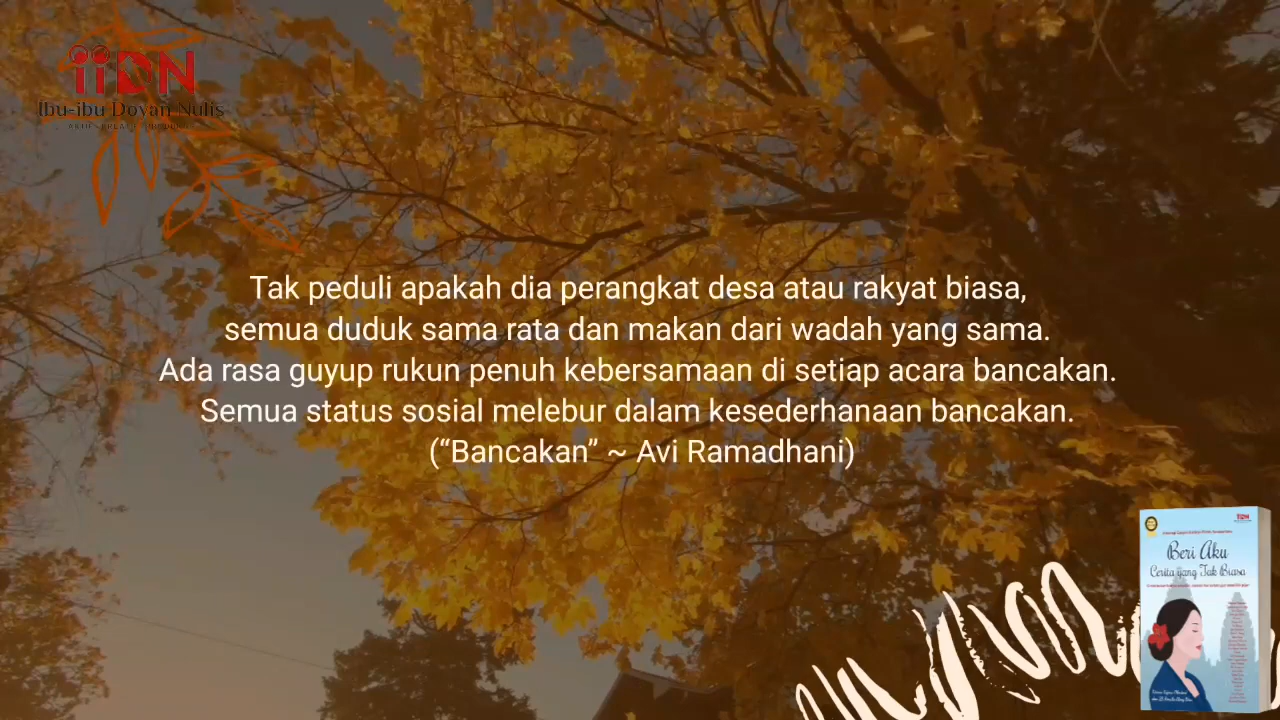 iiDN
Ibu-ibu Doyan Nulis
Tak peduli apakah dia perangkat desa atau rakyat biasa,
semua duduk sama rata dan makan dari wadah yang sama.
Ada rasa guyup rukun penuh kebersamaan di setiap acara bancakan.
Semua status sosial melebur dalam kesederhanaan bancakan.
(“Bancakan” ~ Avi Ramadhani)
IIDN
Beri Aku
Cerita yang Tak Biasa